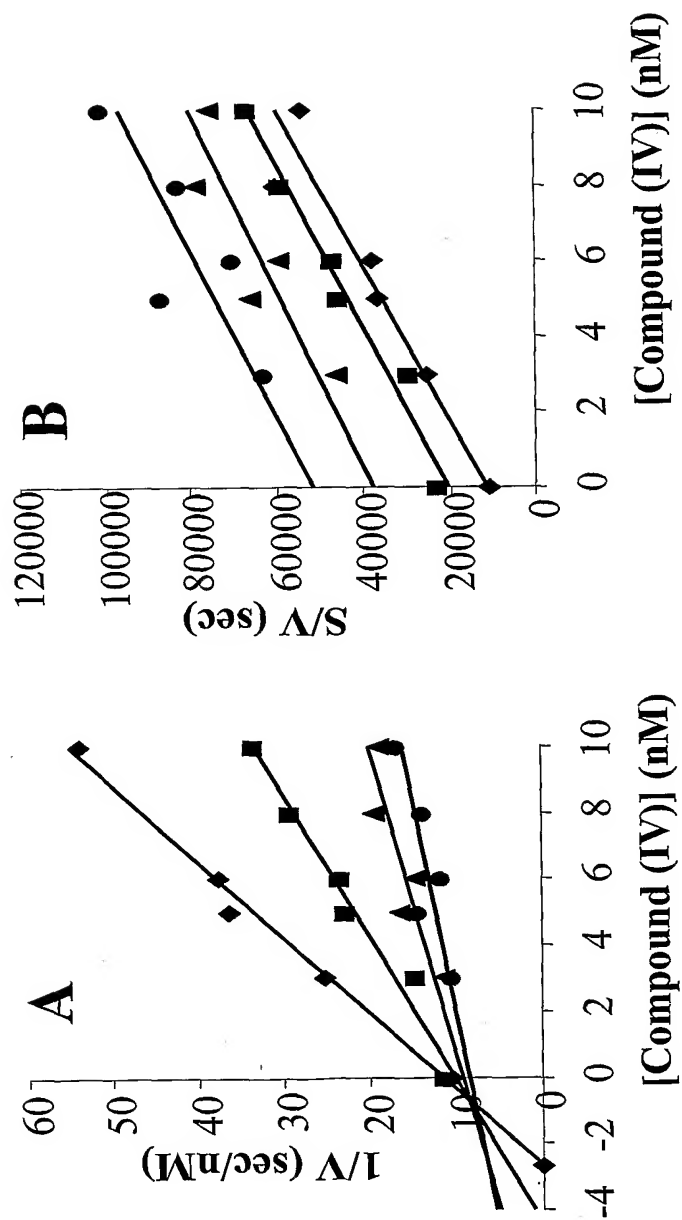 A
60
50
40
30
20
10
0
1/V (sec/nM)
-4 -2 0 2 4 6 8 10
[Compound (IV)] (nM)
B
120000
100000
80000
60000
40000
20000
0
S/V (sec)
0 2 4 6 8 10
[Compound (IV)] (nM)